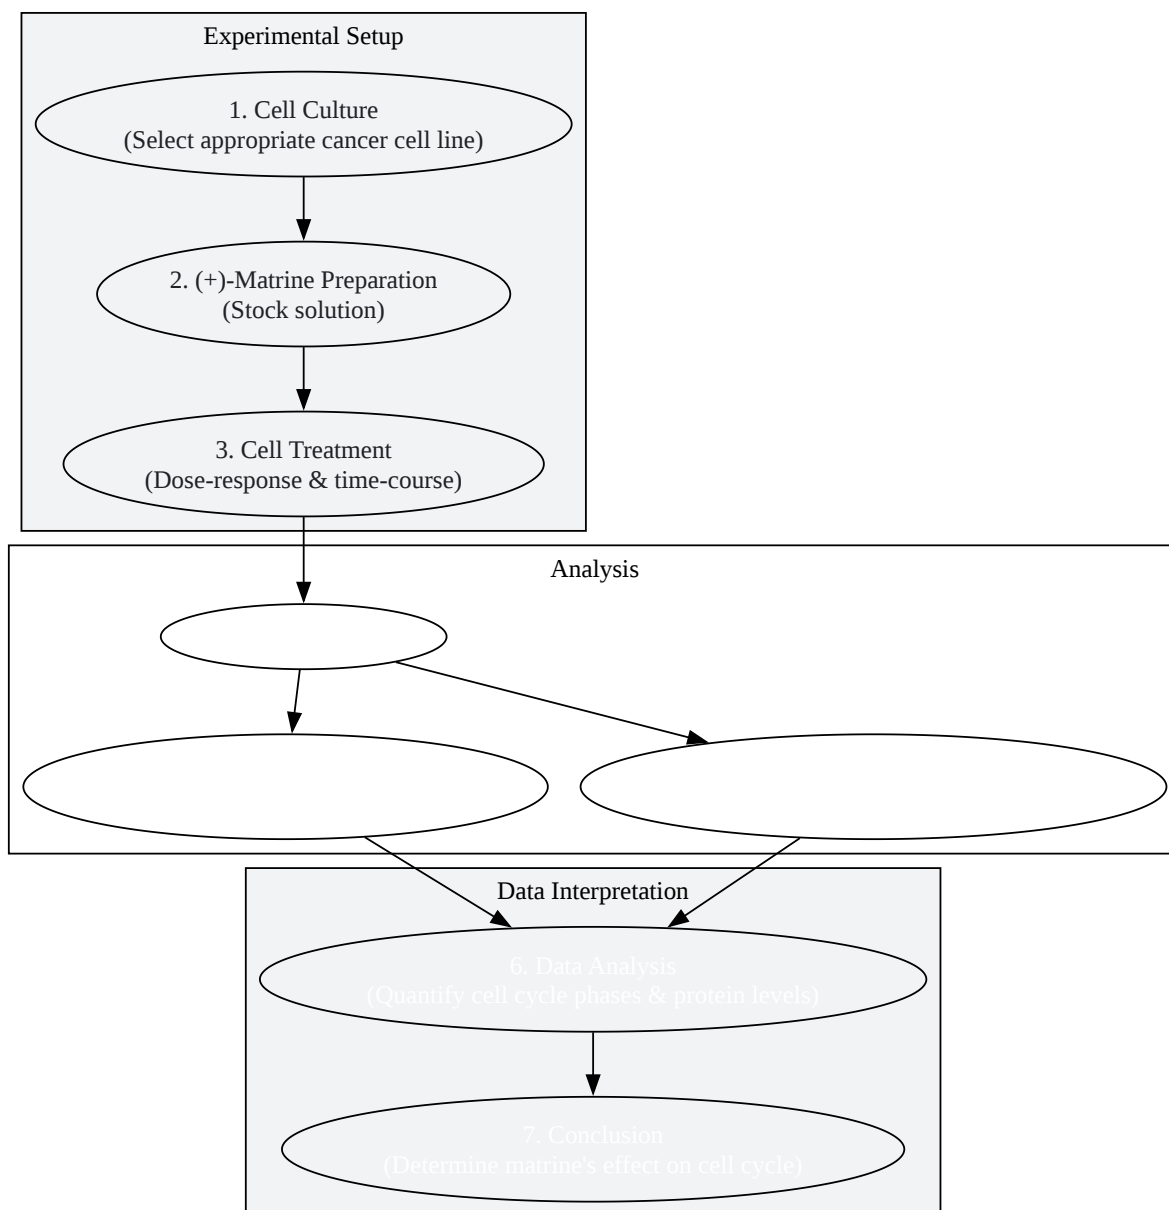 Experimental Setup
1. Cell Culture
(Select appropriate cancer cell line)
2. (+)-Matrine Preparation
(Stock solution)
3. Cell Treatment
(Dose-response & time-course)
Analysis
Data Interpretation
6. Data Analysis
(Quantify cell cycle phases & protein levels)
7. Conclusion
(Determine matrine's effect on cell cycle)